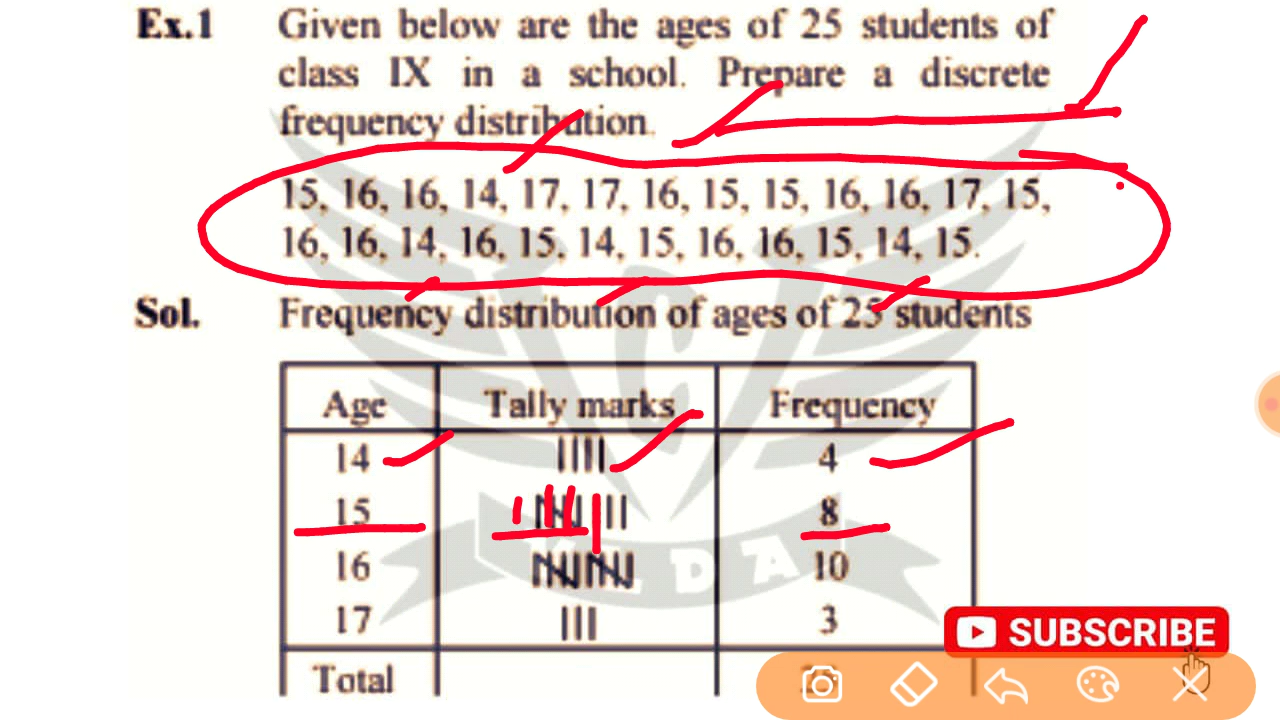 Ex.1 Given below are the ages of 25 students of
class IX in a school. Prepare a discrete
frequency distribution.
15, 16, 16, 14, 17, 17, 16, 15, 15, 16, 16, 17, 15,
16, 16, 14, 16, 15, 14, 15, 16, 16, 15, 14, 15.
Sol. Frequency distribution of ages of 25 students
Age Tally marks Frequency
14 |||| 4
15 8
16 10
17 ||| 3
Total
SUBSCRIBE